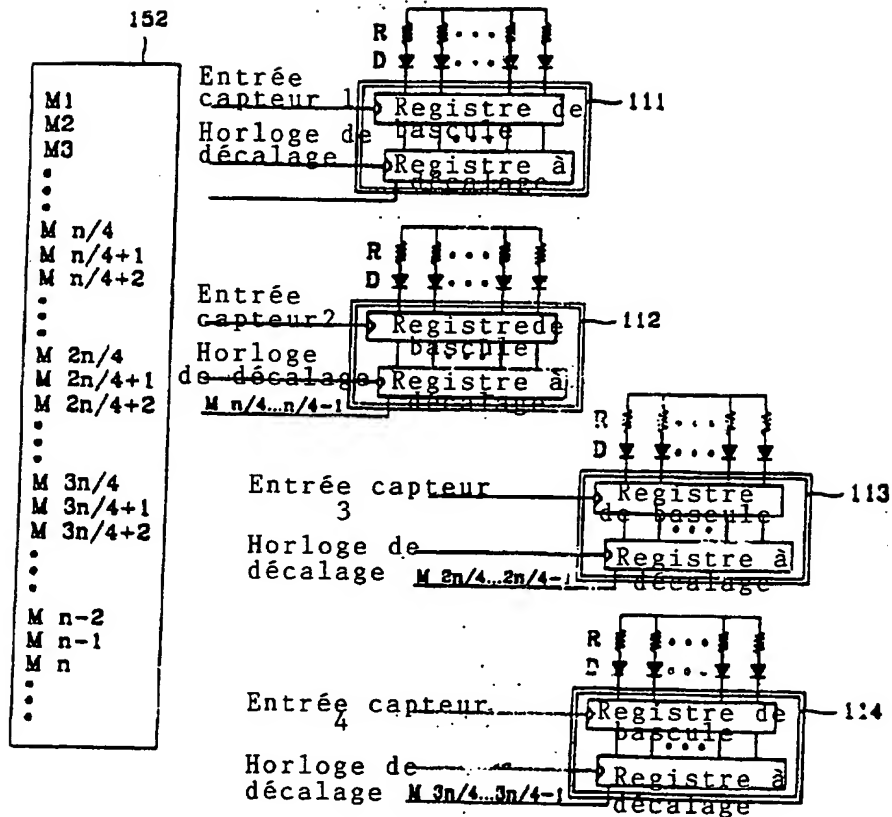 152
M1
M2
M3
M n/4
M n/4+1
M n/4+2
M 2n/4
M 2n/4+1
M 2n/4+2
M 3n/4
M 3n/4+1
M 3n/4+2
M n-2
M n-1
M n
R
D
Entrée
capteur 1
Horloge de
décalage
Registre de
bascule
Registre à
décalage
111
R
D
Entrée
capteur2
Horloge
de décalage
M n/4...n/4-1
Registrede
bascule
Registre à
décalage
112
R
D
Entrée capteur
3
Horloge de
décalage
M 2n/4...2n/4-1
Registre
de bascule
Registre à
décalage
113
R
D
Entrée capteur
4
Horloge de
décalage
M 3n/4...3n/4-1
Registre de
bascule
Registre à
décalage
114